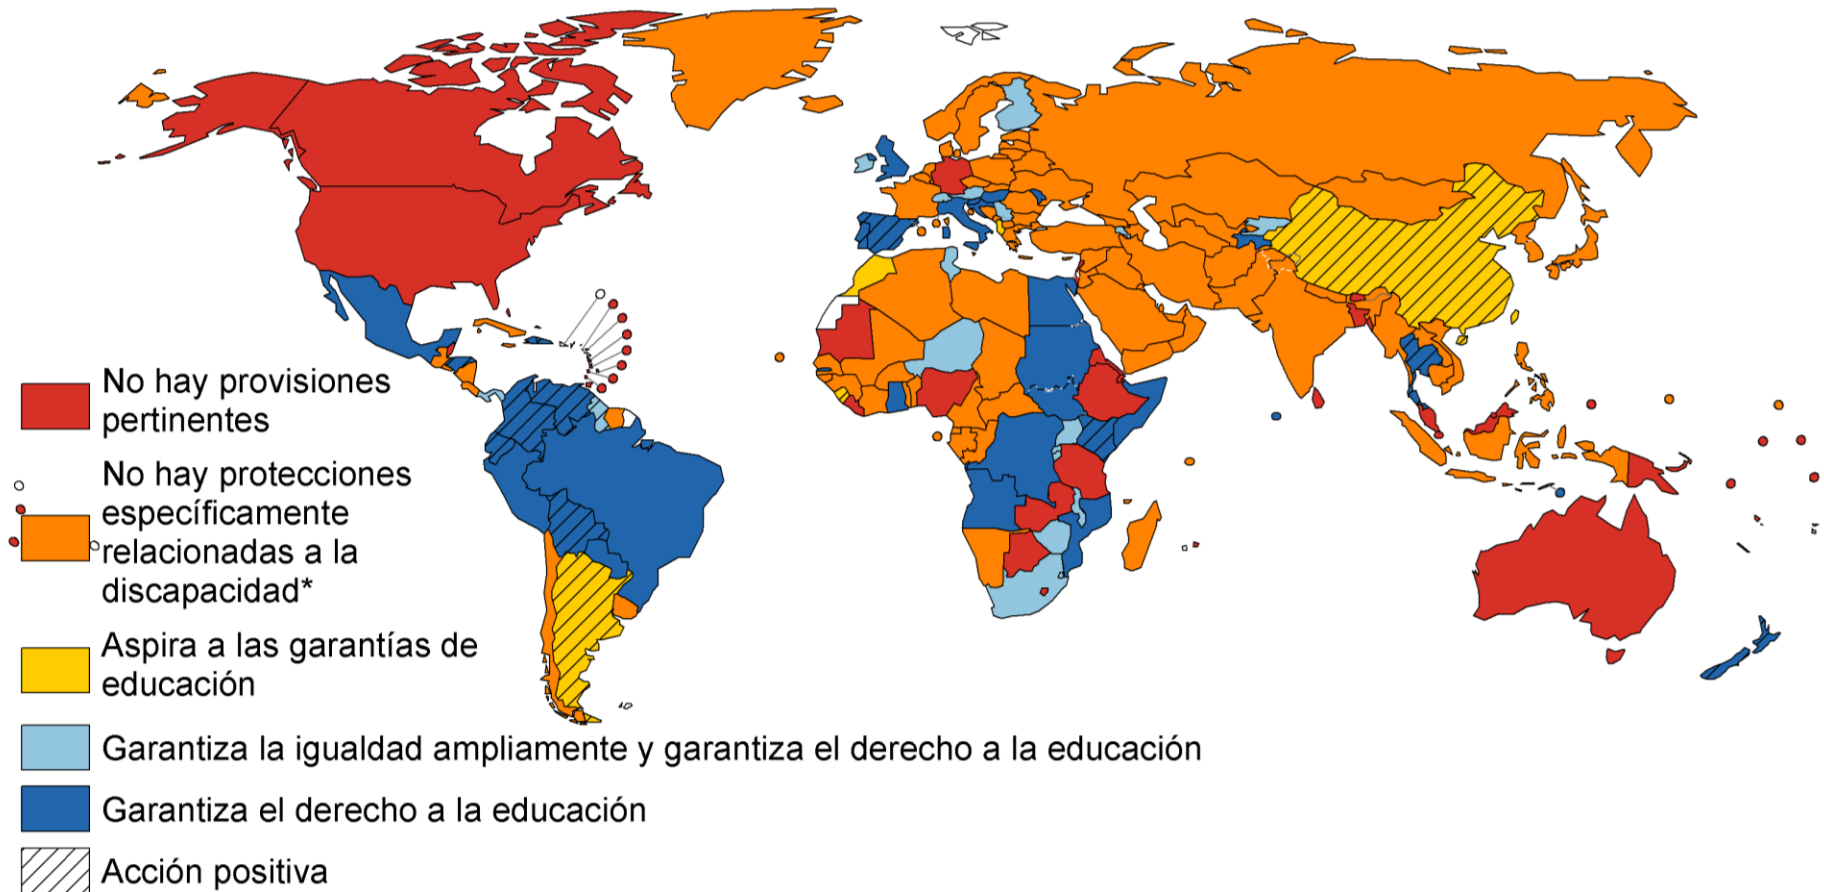 No hay provisiones
pertinentes
No hay protecciones
específicamente
relacionadas a la
discapacidad*
Aspira a las garantías de
educación
Garantiza la igualdad ampliamente y garantiza el derecho a la educación
Garantiza el derecho a la educación
Acción positiva